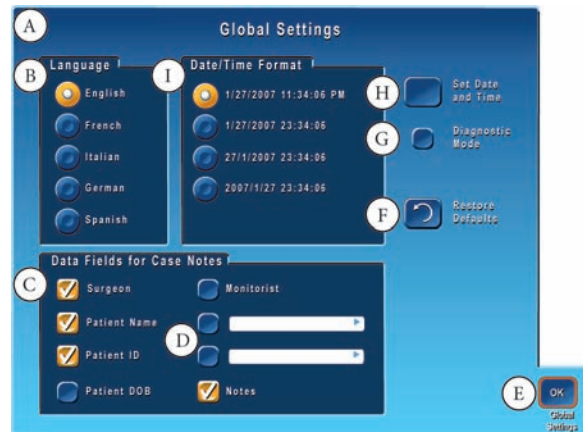 A
Global Settings
B
Language
I
Date/Time Format
English
French
Italian
German
Spanish
1/27/2007 11:34:06 PM
1/27/2007 23:34:06
27/1/2007 23:34:06
2007/1/27 23:34:06
H
Set Date
and Time
G
Diagnostic
Mode
F
Restore
Defaults
Data Fields for Case Notes
C
Surgeon
Monitorist
Patient Name
D
Patient ID
Patient DOB
Notes
E
OK
Global
Settings